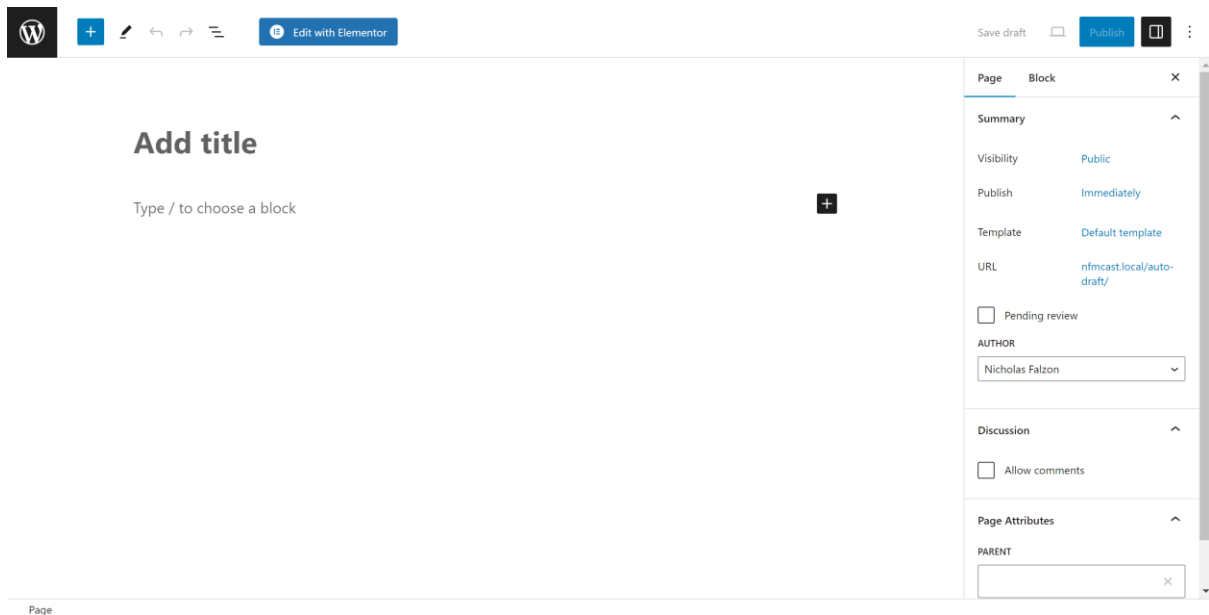 Edit with Elementor
Save draft
Publish
Page
Block
Add title
Type / to choose a block
Summary
Visibility
Public
Publish
Immediately
Template
Default template
URL
nfmcast.local/auto-
draft/
Pending review
AUTHOR
Nicholas Falzon
Discussion
Allow comments
Page Attributes
PARENT
Page